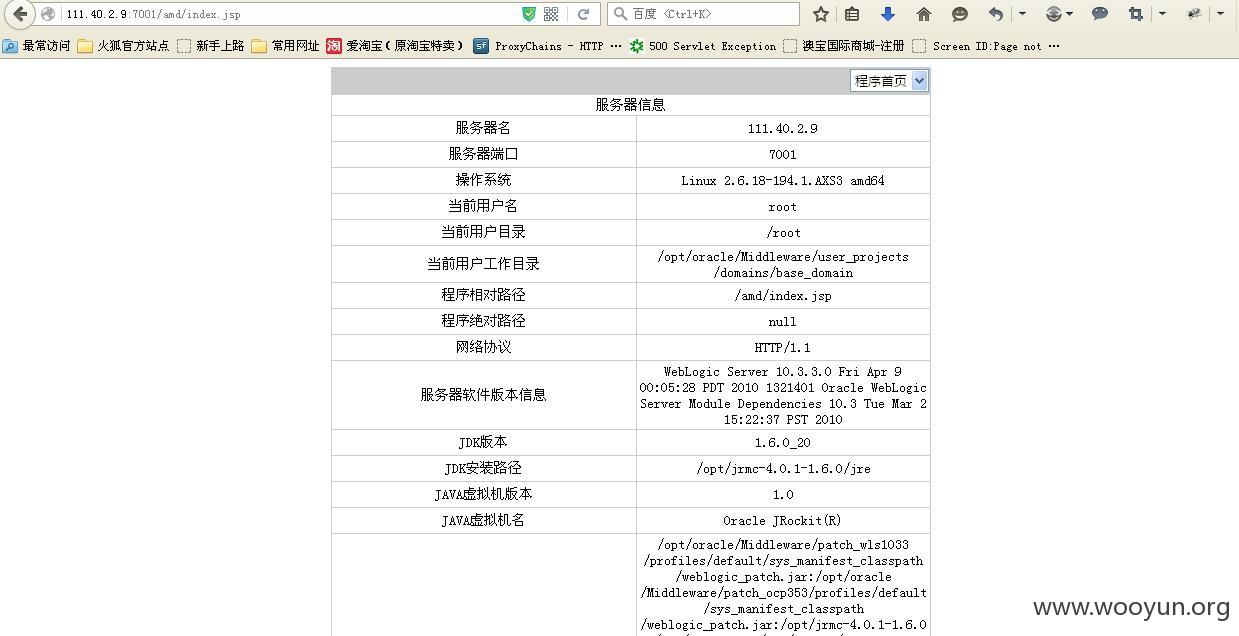 111.40.2.9:7001/amd/index.jsp
百度 <Ctrl+K>
最常访问 火狐官方站点 新手上路 常用网址 淘 爱淘宝（原淘宝特卖） sf ProxyChains - HTTP ··· 500 Servlet Exception 澳宝国际商城-注册 Screen ID:Page not ···
程序首页
服务器信息
服务器名 111.40.2.9
服务器端口 7001
操作系统 Linux 2.6.18-194.1.AXS3 amd64
当前用户名 root
当前用户目录 /root
当前用户工作目录 /opt/oracle/Middleware/user_projects
/domains/base_domain
程序相对路径 /amd/index.jsp
程序绝对路径 null
网络协议 HTTP/1.1
服务器软件版本信息 WebLogic Server 10.3.3.0 Fri Apr 9
00:05:28 PDT 2010 1321401 Oracle WebLogic
Server Module Dependencies 10.3 Tue Mar 2
15:22:37 PST 2010
JDK版本 1.6.0_20
JDK安装路径 /opt/jrmc-4.0.1-1.6.0/jre
JAVA虚拟机版本 1.0
JAVA虚拟机名 Oracle JRockit(R)
/opt/oracle/Middleware/patch_wls1033
/profiles/default/sys_manifest_classpath
/weblogic_patch.jar:/opt/oracle
/Middleware/patch_ocp353/profiles/default
/sys_manifest_classpath
/weblogic_patch.jar:/opt/jrmc-4.0.1-1.6.0
www.wooyun.org